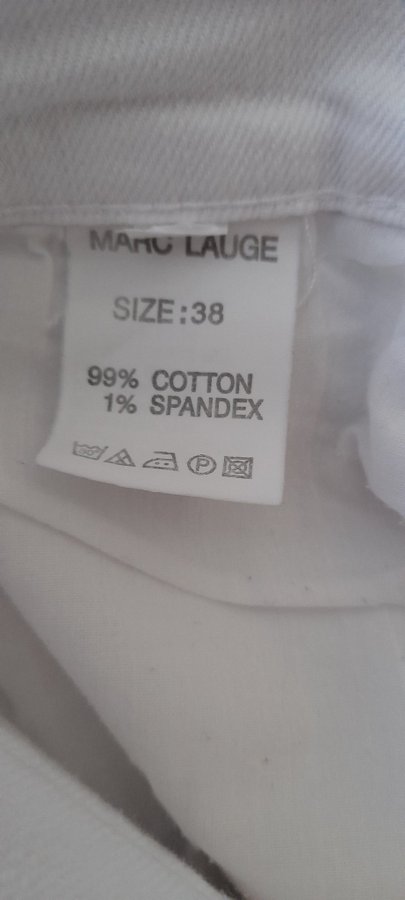 MARC LAUGE
SIZE:38
99% COTTON
1% SPANDEX
P